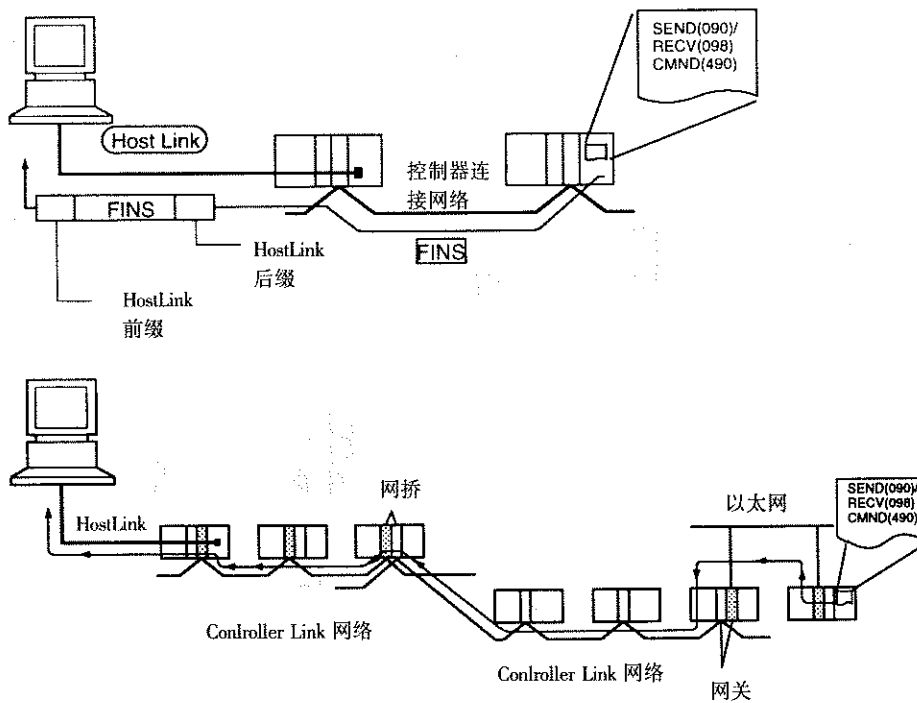 SEND(090)/
RECV(098)
CMND(490)
Host Link
控制器连
接网络
FINS
FINS
HostLink
后缀
HostLink
前缀
网挢
以太网
SEND(090)/
RECV(098)
CMND(490)
HostLink
Conlroller Link 网络
Conlroller Link 网络
网关